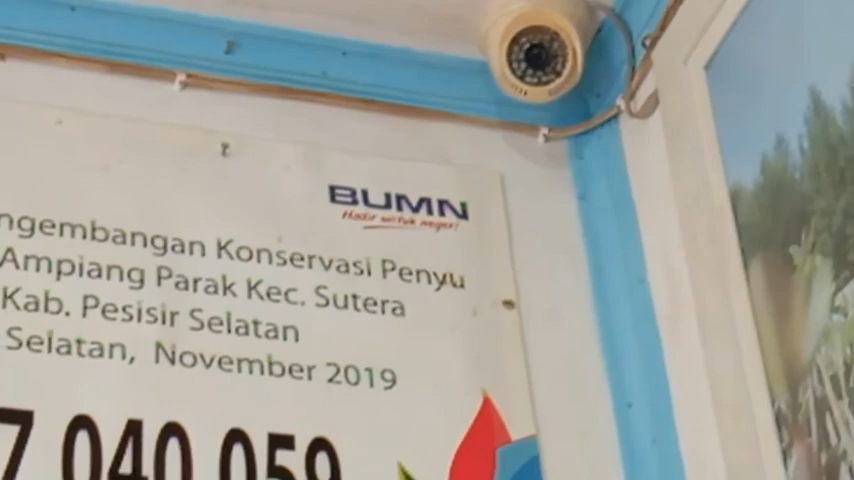 BUMN
Hadir untuk negeri
ngembangan Konservasi Penyu
Ampiang Parak Kec. Sutera
Kab. Pesisir Selatan
Selatan, November 2019
7.040.059